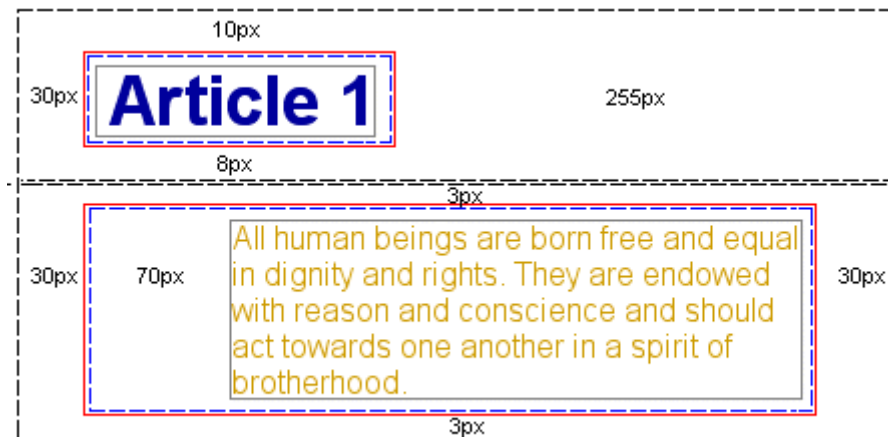 10px
30px
Article 1
255px
8px
3px
30px
70px
All human beings are born free and equal
in dignity and rights. They are endowed
with reason and conscience and should
act towards one another in a spirit of
brotherhood.
30px
3px